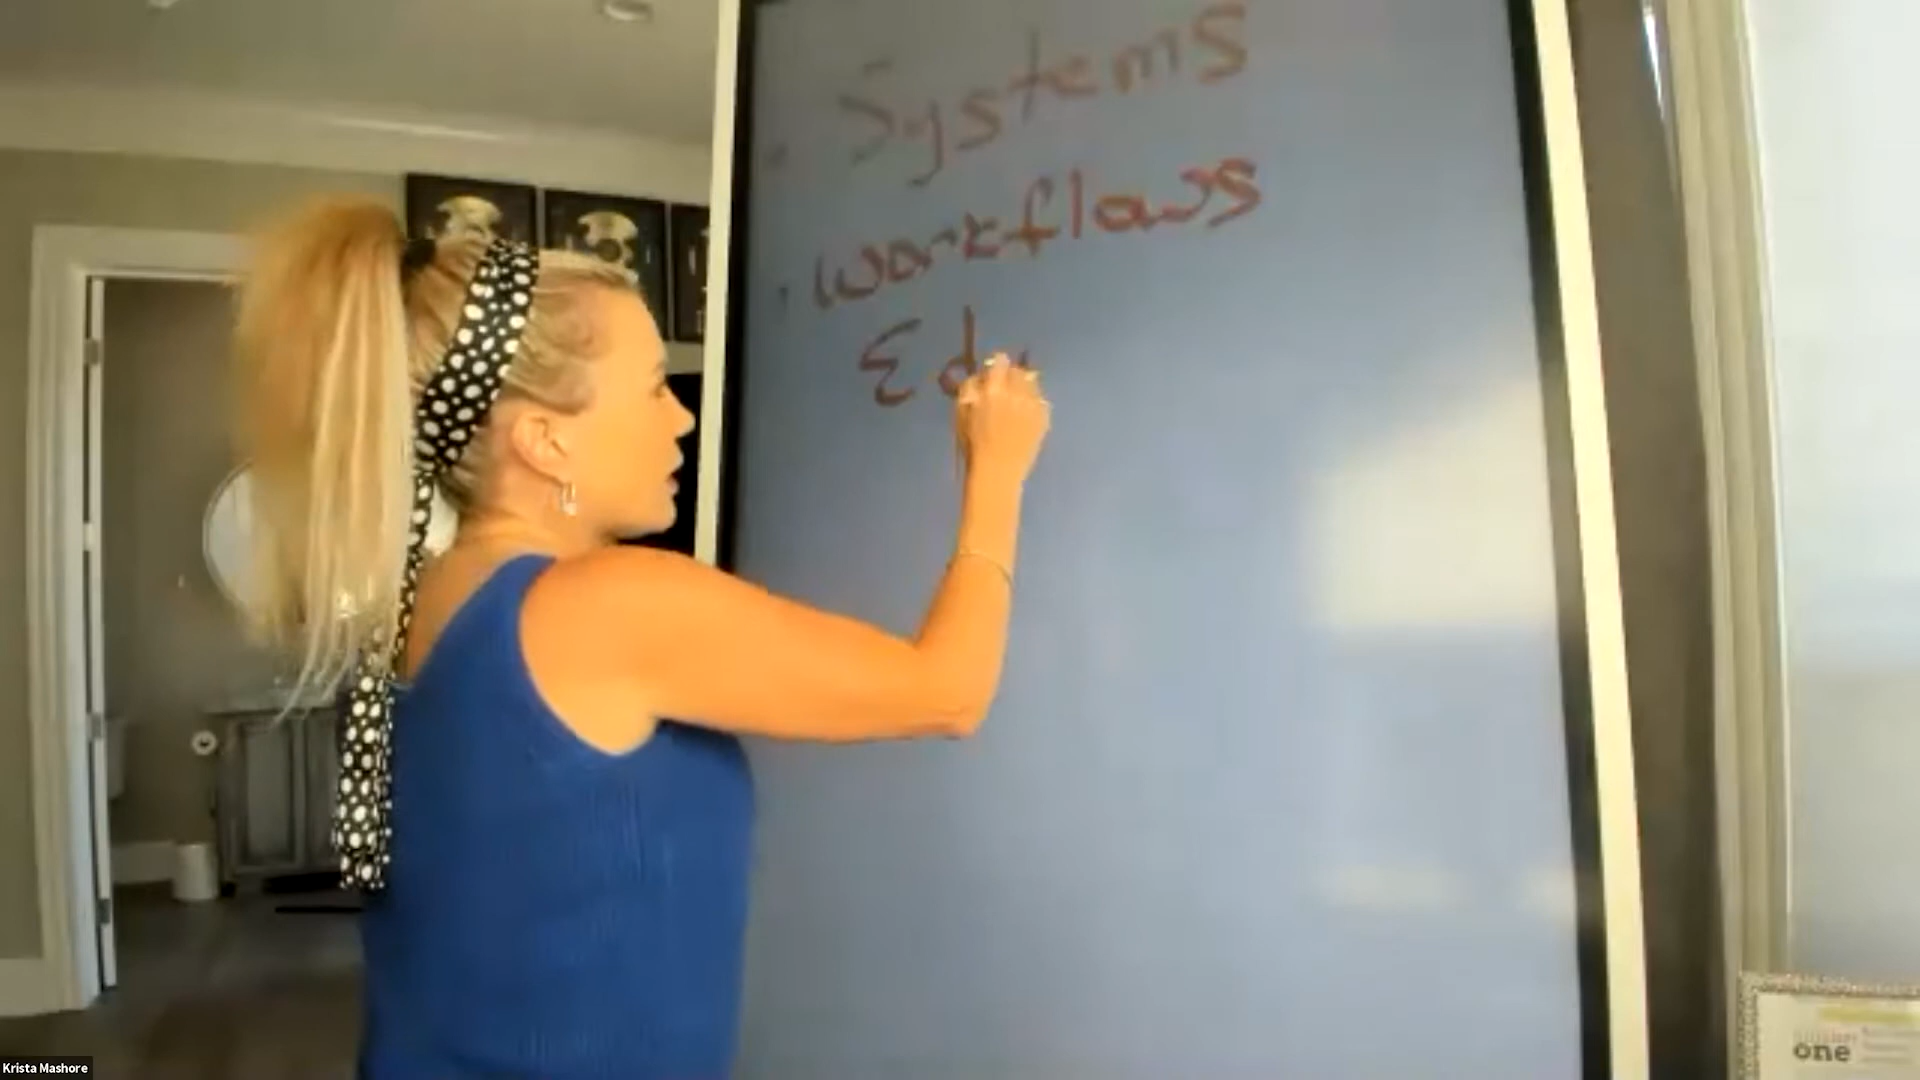 · Systems
· Workflows
Edu
one
Krista Mashore